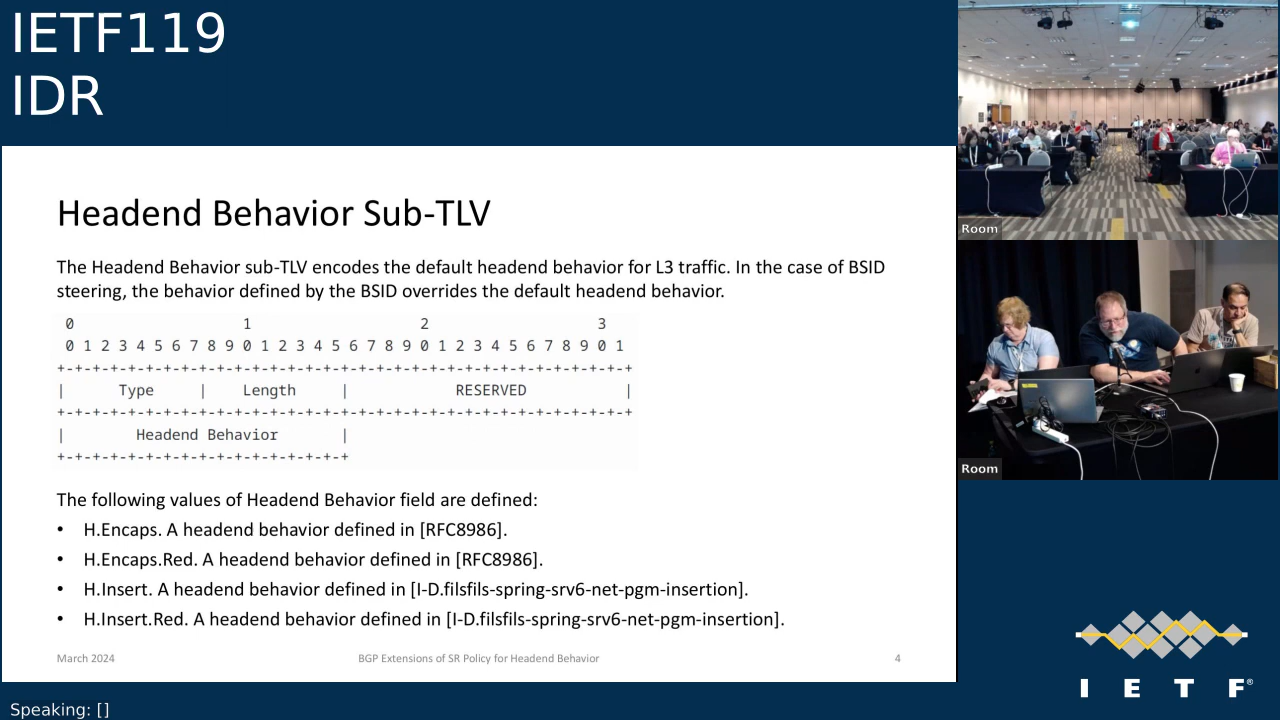 IETF119
IDR
Headend Behavior Sub-TLV
The Headend Behavior sub-TLV encodes the default headend behavior for L3 traffic. In the case of BSID
steering, the behavior defined by the BSID overrides the default headend behavior.
0 1 2 3
0 1 2 3 4 5 6 7 8 9 0 1 2 3 4 5 6 7 8 9 0 1 2 3 4 5 6 7 8 9 0 1
+-+-+-+-+-+-+-+-+-+-+-+-+-+-+-+-+-+-+-+-+-+-+-+-+-+-+-+-+-+-+-+-+
| Type | Length | RESERVED |
+-+-+-+-+-+-+-+-+-+-+-+-+-+-+-+-+-+-+-+-+-+-+-+-+-+-+-+-+-+-+-+-+
| Headend Behavior |
+-+-+-+-+-+-+-+-+-+-+-+-+-+-+-+-+
The following values of Headend Behavior field are defined:
• H.Encaps. A headend behavior defined in [RFC8986].
• H.Encaps.Red. A headend behavior defined in [RFC8986].
• H.Insert. A headend behavior defined in [I-D.filsfils-spring-srv6-net-pgm-insertion].
• H.Insert.Red. A headend behavior defined in [I-D.filsfils-spring-srv6-net-pgm-insertion].
March 2024 BGP Extensions of SR Policy for Headend Behavior 4
Speaking: []
Room
Room
I E T F®